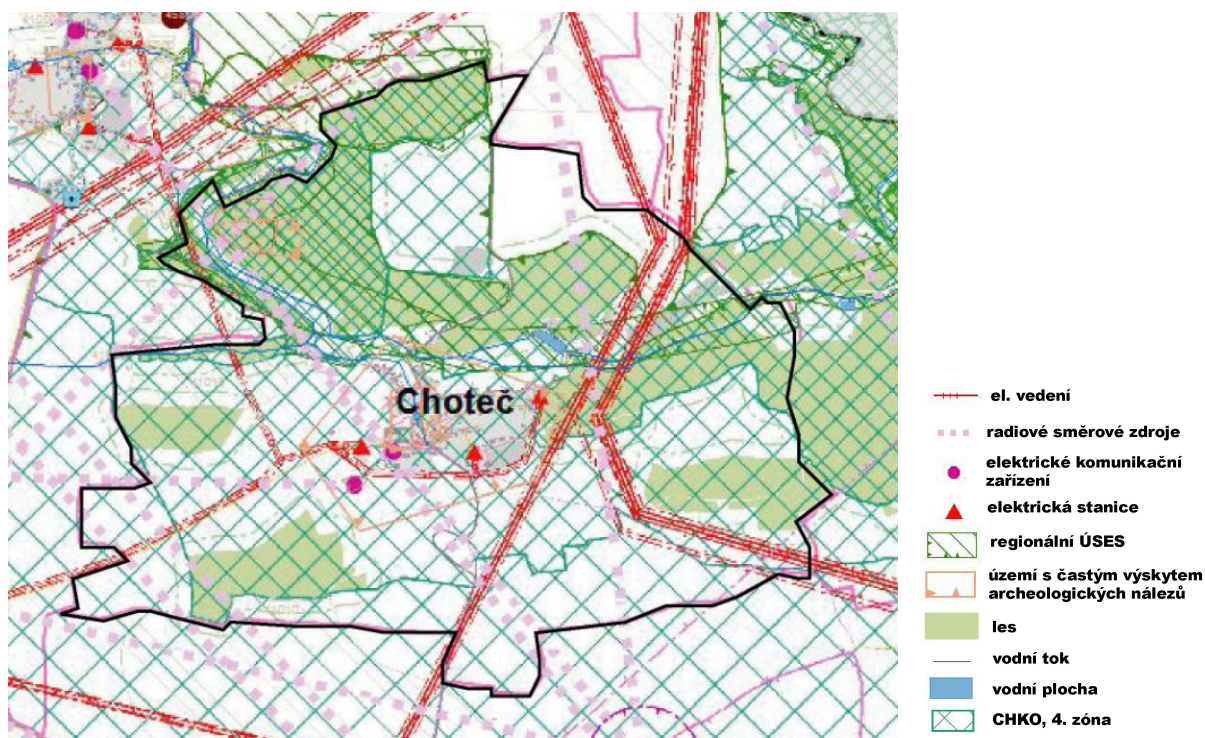 Choteč
el. vedení
radiové směrové zdroje
elektrické komunikační
zařízení
elektrická stanice
regionální ÚSES
území s častým výskytem
archeologických nálezů
les
vodní tok
vodní plocha
CHKO, 4. zóna